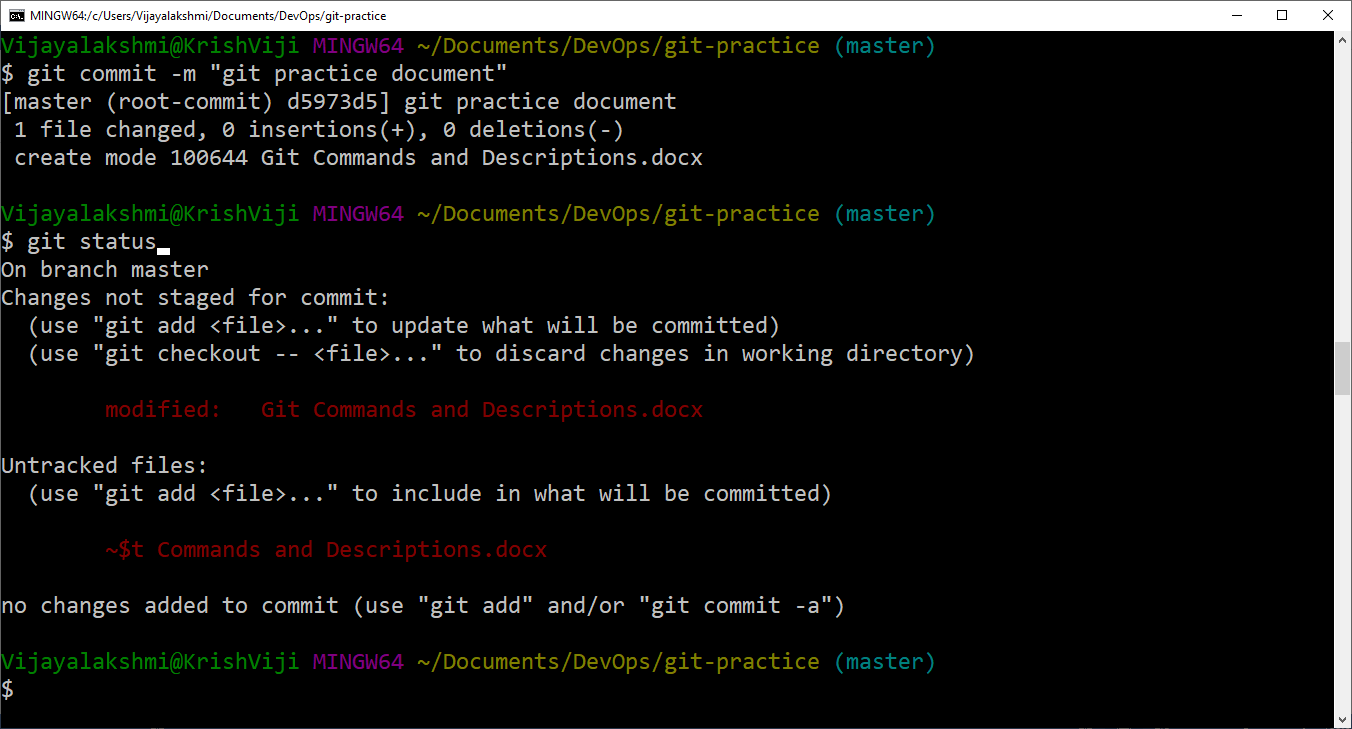 MINGW64:/c/Users/Vijayalakshmi/Documents/DevOps/git-practice
Vijayalakshmi@KrishViji MINGW64 ~/Documents/DevOps/git-practice (master)
$ git commit -m "git practice document"
[master (root-commit) d5973d5] git practice document
 1 file changed, 0 insertions(+), 0 deletions(-)
 create mode 100644 Git Commands and Descriptions.docx

Vijayalakshmi@KrishViji MINGW64 ~/Documents/DevOps/git-practice (master)
$ git status
On branch master
Changes not staged for commit:
  (use "git add <file>..." to update what will be committed)
  (use "git checkout -- <file>..." to discard changes in working directory)

        modified:   Git Commands and Descriptions.docx

Untracked files:
  (use "git add <file>..." to include in what will be committed)

        ~$t Commands and Descriptions.docx

no changes added to commit (use "git add" and/or "git commit -a")

Vijayalakshmi@KrishViji MINGW64 ~/Documents/DevOps/git-practice (master)
$